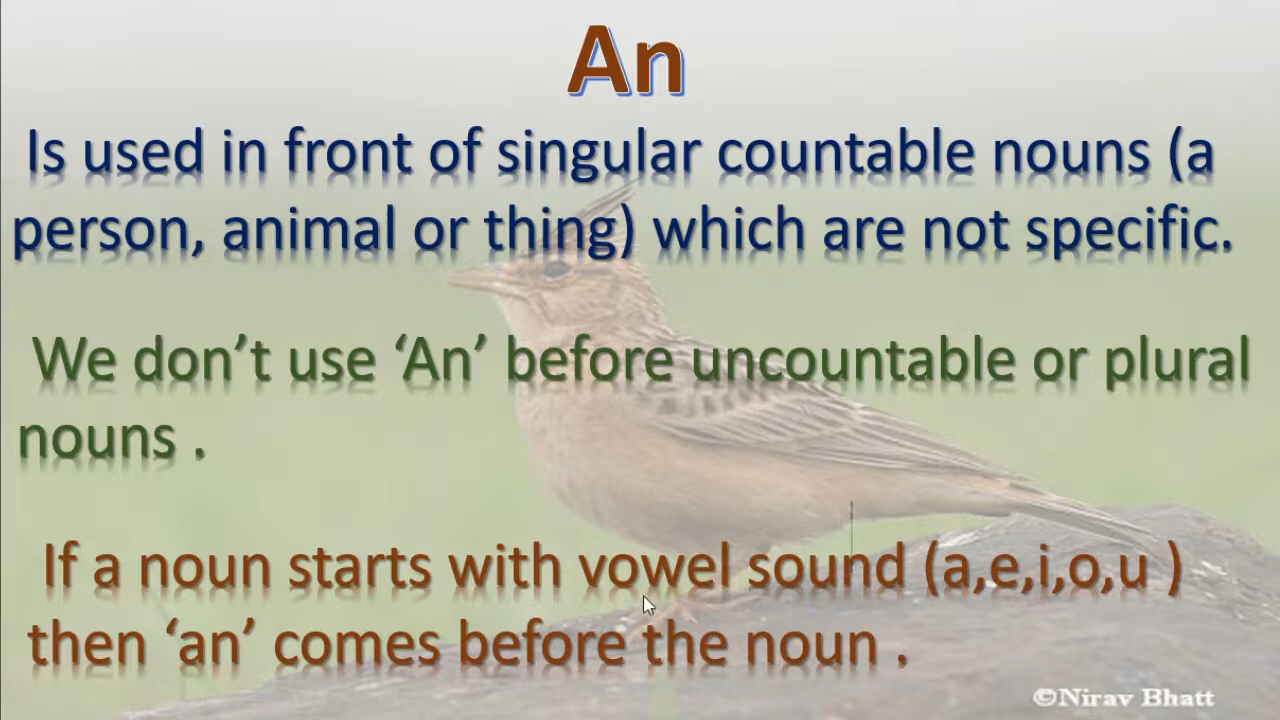 An
Is used in front of singular countable nouns (a
person, animal or thing) which are not specific.
We don’t use ‘An’ before uncountable or plural
nouns .
If a noun starts with vowel sound (a,e,i,o,u )
then ‘an’ comes before the noun .
©Nirav Bhatt